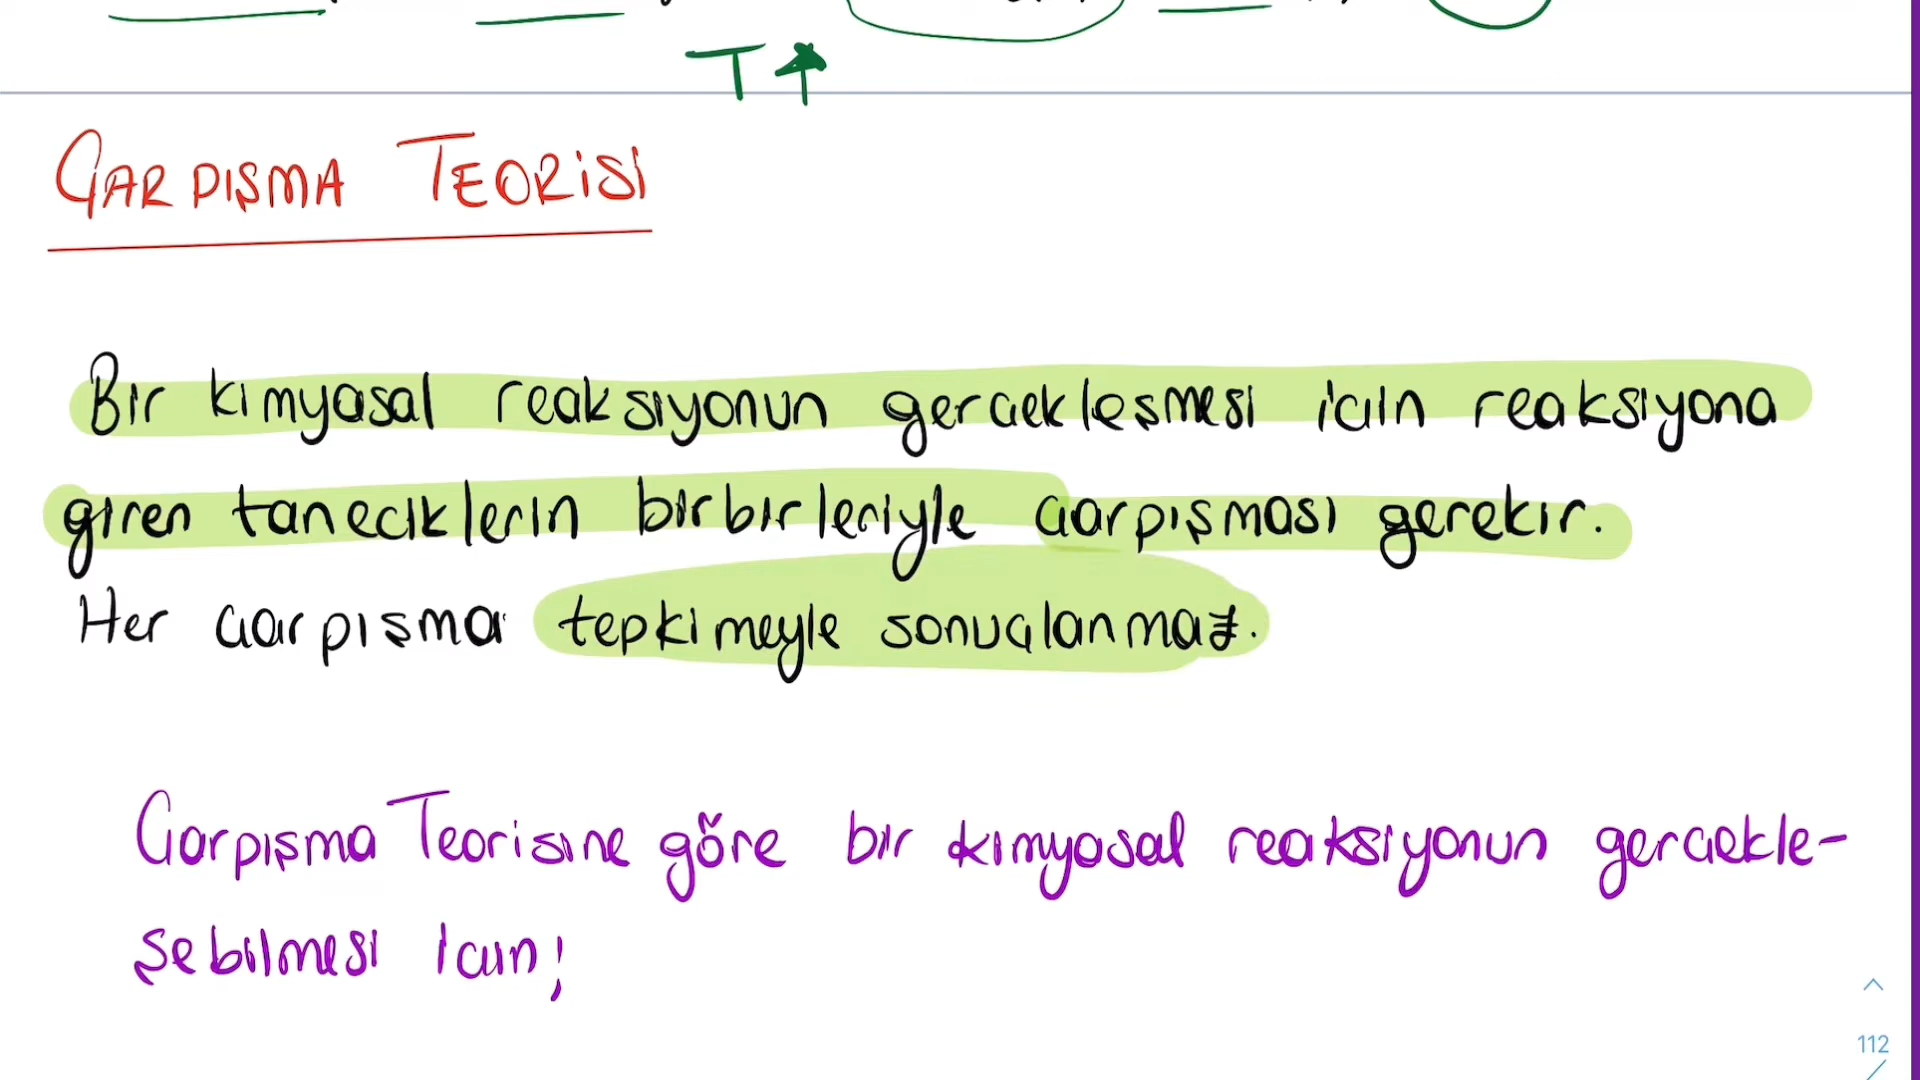 T↑
ÇARPIŞMA TEORİSİ
Bir kimyasal reaksiyonun gerçekleşmesi için reaksiyona
giren taneciklerin birbirleriyle çarpışması gerekir.
Her çarpışma tepkimeyle sonuçlanmaz.
Çarpışma Teorisine göre bir kimyasal reaksiyonun gerçekle-
şebilmesi için;
112